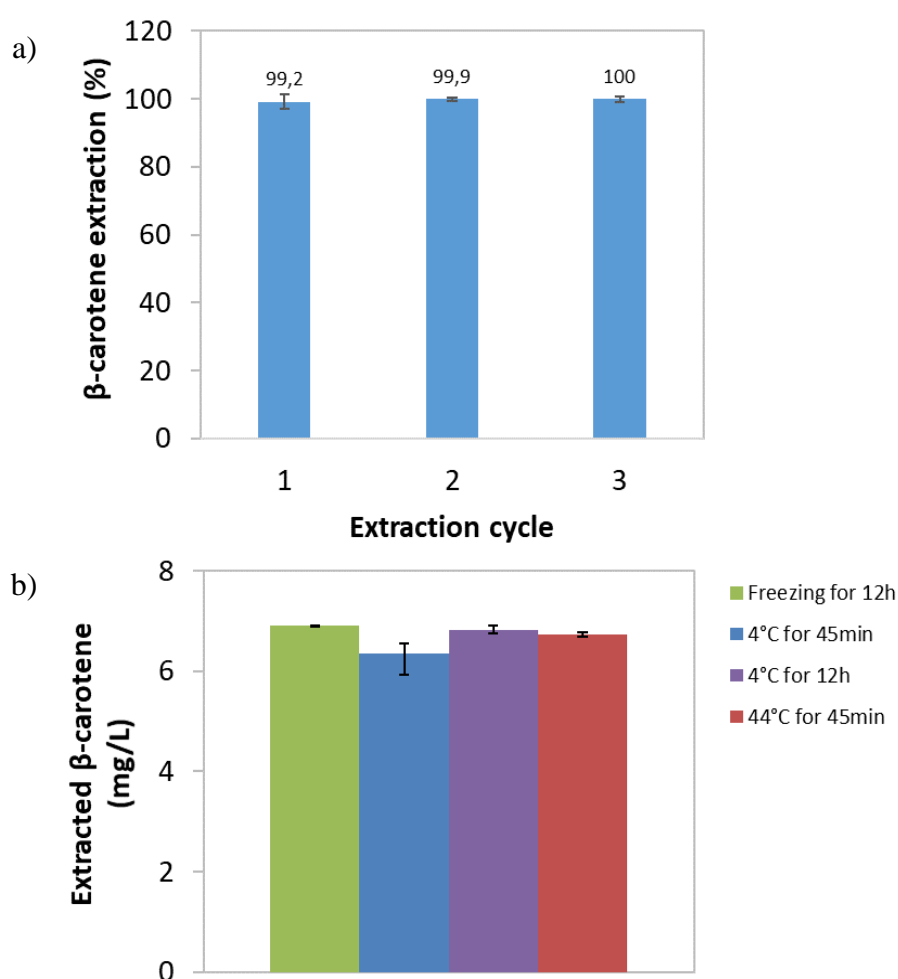 a)
β-carotene extraction (%)
120
100
80
60
40
20
0
99,2
99,9
100
1
2
3
Extraction cycle
b)
Extracted β-carotene
(mg/L)
8
6
4
2
0
Freezing for 12h
4°C for 45min
4°C for 12h
44°C for 45min